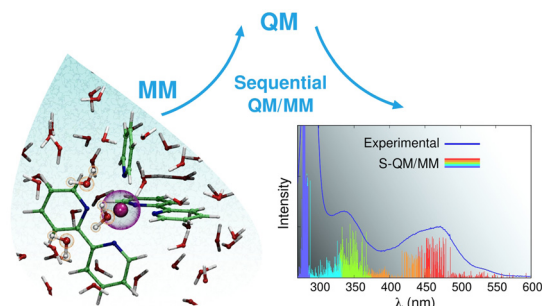 QM
MM
Sequential
QM/MM
Experimental
S-QM/MM
Intensity
300 350 400 450 500 550 600
λ (nm)